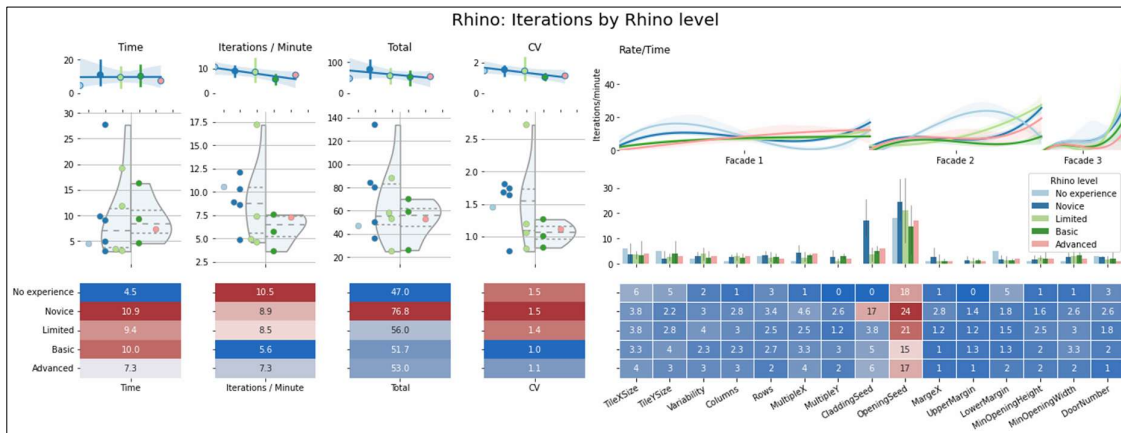 Rhino: Iterations by Rhino level
Time
Iterations / Minute
Total
CV
Rate/Time
20
0
10
0
100
0
2
0
Iterations/minute
40
20
0
Facade 1
Facade 2
Facade 3
30
25
20
15
10
5
17.5
15.0
12.5
10.0
7.5
5.0
2.5
140
120
100
80
60
40
20
2.5
2.0
1.5
1.0
30
20
10
0
Rhino level
No experience
Novice
Limited
Basic
Advanced
No experience 4.5 10.5 47.0 1.5 6 5 2 1 3 1 0 0 18 1 0 5 1 1 3
Novice 10.9 8.9 76.8 1.5 3.8 2.2 3 2.8 3.4 4.6 2.6 17 24 2.8 1.4 1.8 1.6 2.6 2.6
Limited 9.4 8.5 56.0 1.4 3.8 2.8 4 3 2.5 2.5 1.2 3.8 21 1.2 1.2 1.5 2.5 3 1.8
Basic 10.0 5.6 51.7 1.0 3.3 4 2.3 2.3 2.7 3.3 3 5 15 1 1.3 1.3 2 3.3 2
Advanced 7.3 7.3 53.0 1.1 4 3 3 2 3 4 2 6 17 1 1 2 2 1 2
Time
Iterations / Minute
Total
CV
TileXSize
TileYSize
Variability
Columns
Rows
MultipleX
MultipleY
CladdingSeed
OpeningSeed
MargeX
UpperMargin
LowerMargin
MinOpeningHeight
MinOpeningWidth
DoorNumber